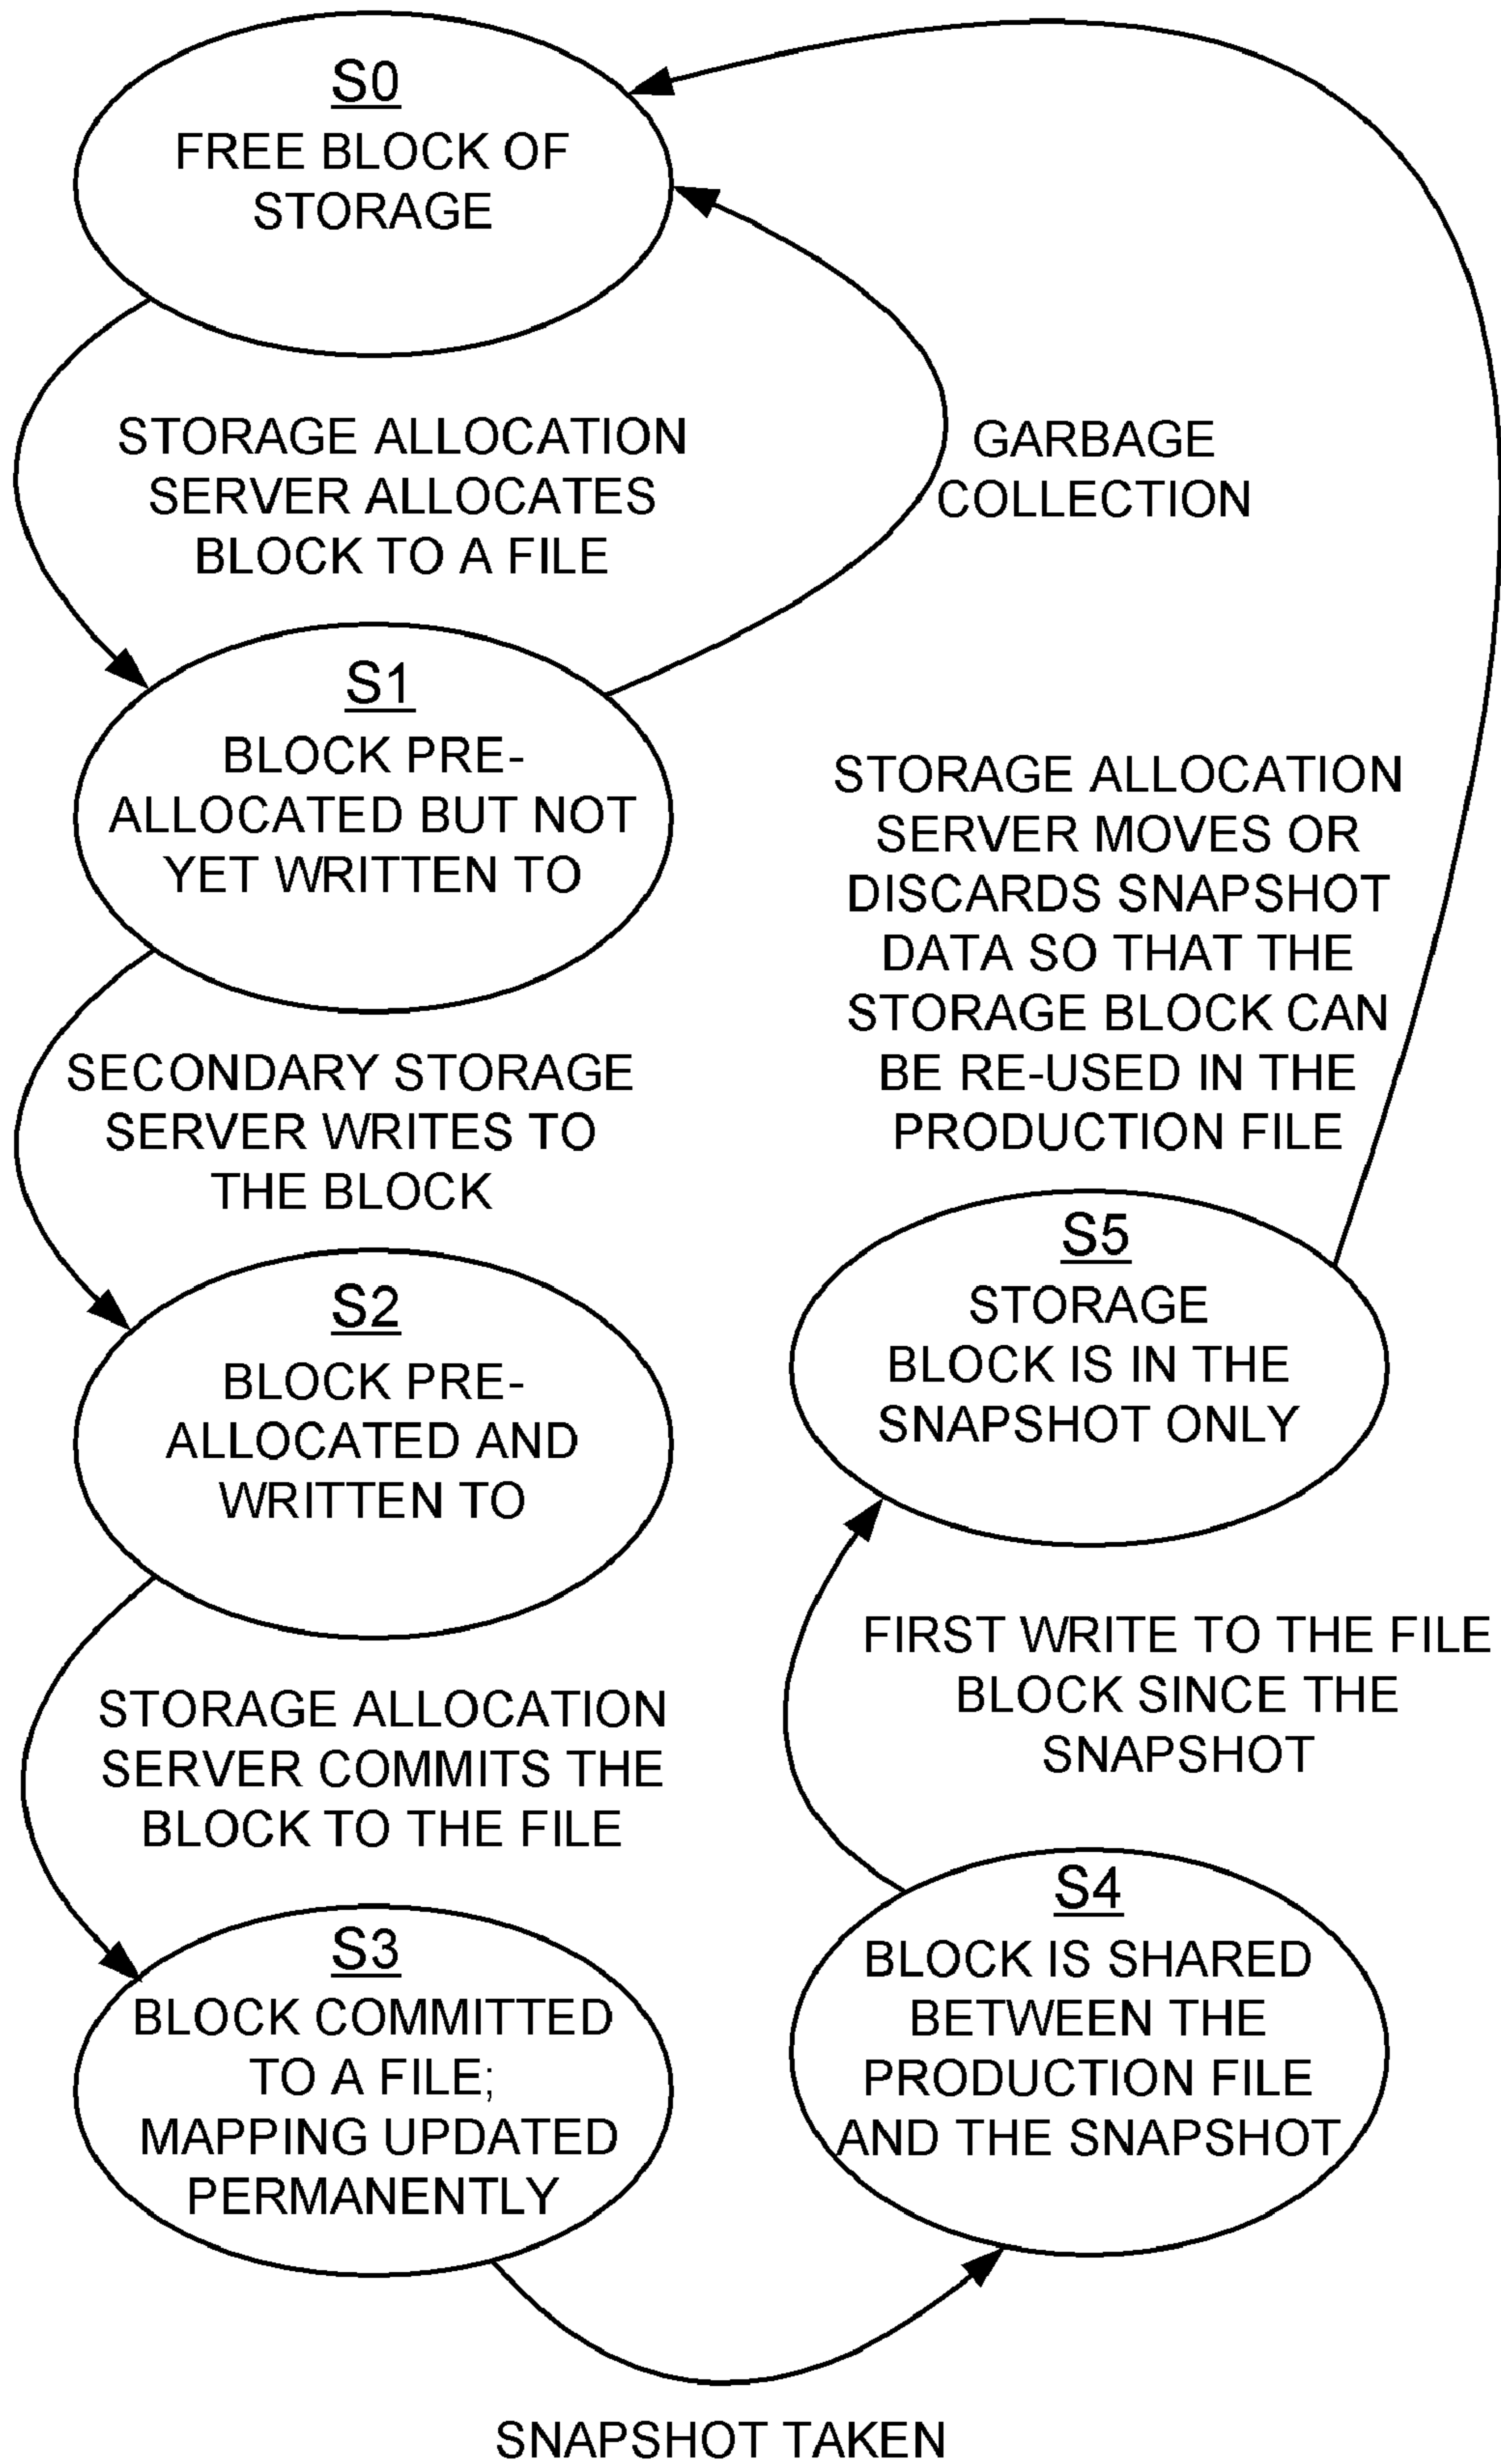 S0
FREE BLOCK OF
STORAGE
STORAGE ALLOCATION
SERVER ALLOCATES
BLOCK TO A FILE
GARBAGE
COLLECTION
S1
BLOCK PRE-
ALLOCATED BUT NOT
YET WRITTEN TO
SECONDARY STORAGE
SERVER WRITES TO
THE BLOCK
S2
BLOCK PRE-
ALLOCATED AND
WRITTEN TO
STORAGE ALLOCATION
SERVER COMMITS THE
BLOCK TO THE FILE
S3
BLOCK COMMITTED
TO A FILE;
MAPPING UPDATED
PERMANENTLY
SNAPSHOT TAKEN
S4
BLOCK IS SHARED
BETWEEN THE
PRODUCTION FILE
AND THE SNAPSHOT
FIRST WRITE TO THE FILE
BLOCK SINCE THE
SNAPSHOT
S5
STORAGE
BLOCK IS IN THE
SNAPSHOT ONLY
STORAGE ALLOCATION
SERVER MOVES OR
DISCARDS SNAPSHOT
DATA SO THAT THE
STORAGE BLOCK CAN
BE RE-USED IN THE
PRODUCTION FILE